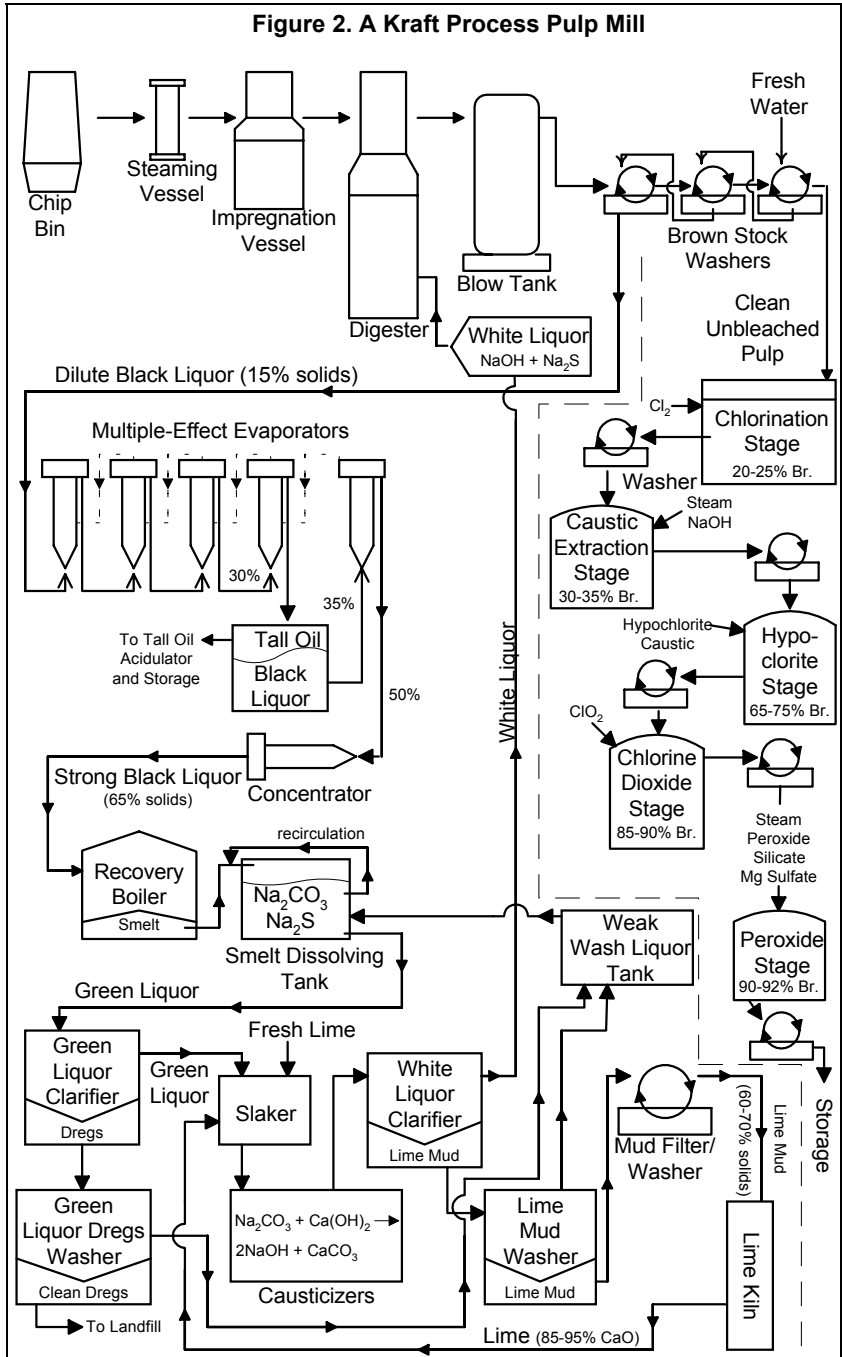 Figure 2. A Kraft Process Pulp Mill
Chip
Bin
Steaming
Vessel
Impregnation
Vessel
Digester
Blow Tank
Fresh
Water
Brown Stock
Washers
White Liquor
NaOH + Na₂S
Clean
Unbleached
Pulp
Dilute Black Liquor (15% solids)
Cl₂
Chlorination
Stage
20-25% Br.
Multiple-Effect Evaporators
Washer
Steam
NaOH
Caustic
Extraction
Stage
30-35% Br.
30%
35%
Tall Oil
Black
Liquor
To Tall Oil
Acidulator
and Storage
50%
White Liquor
Hypochlorite
Caustic
Hypo-
clorite
Stage
65-75% Br.
ClO₂
Chlorine
Dioxide
Stage
85-90% Br.
Strong Black Liquor
(65% solids)
Concentrator
Steam
Peroxide
Silicate
Mg Sulfate
recirculation
Recovery
Boiler
Smelt
Na₂CO₃
Na₂S
Smelt Dissolving
Tank
Weak
Wash Liquor
Tank
Peroxide
Stage
90-92% Br.
Green Liquor
Fresh Lime
Green
Liquor
Clarifier
Dregs
Green
Liquor
Slaker
White
Liquor
Clarifier
Lime Mud
Mud Filter/
Washer
Lime Mud
(60-70% solids)
Storage
Green
Liquor Dregs
Washer
Clean Dregs
Na₂CO₃ + Ca(OH)₂
2NaOH + CaCO₃
Causticizers
Lime
Mud
Washer
Lime Mud
Lime Kiln
To Landfill
Lime (85-95% CaO)